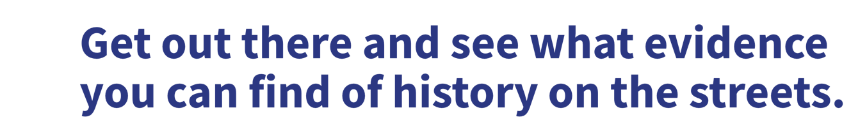 Get out there and see what evidence
you can find of history on the streets.